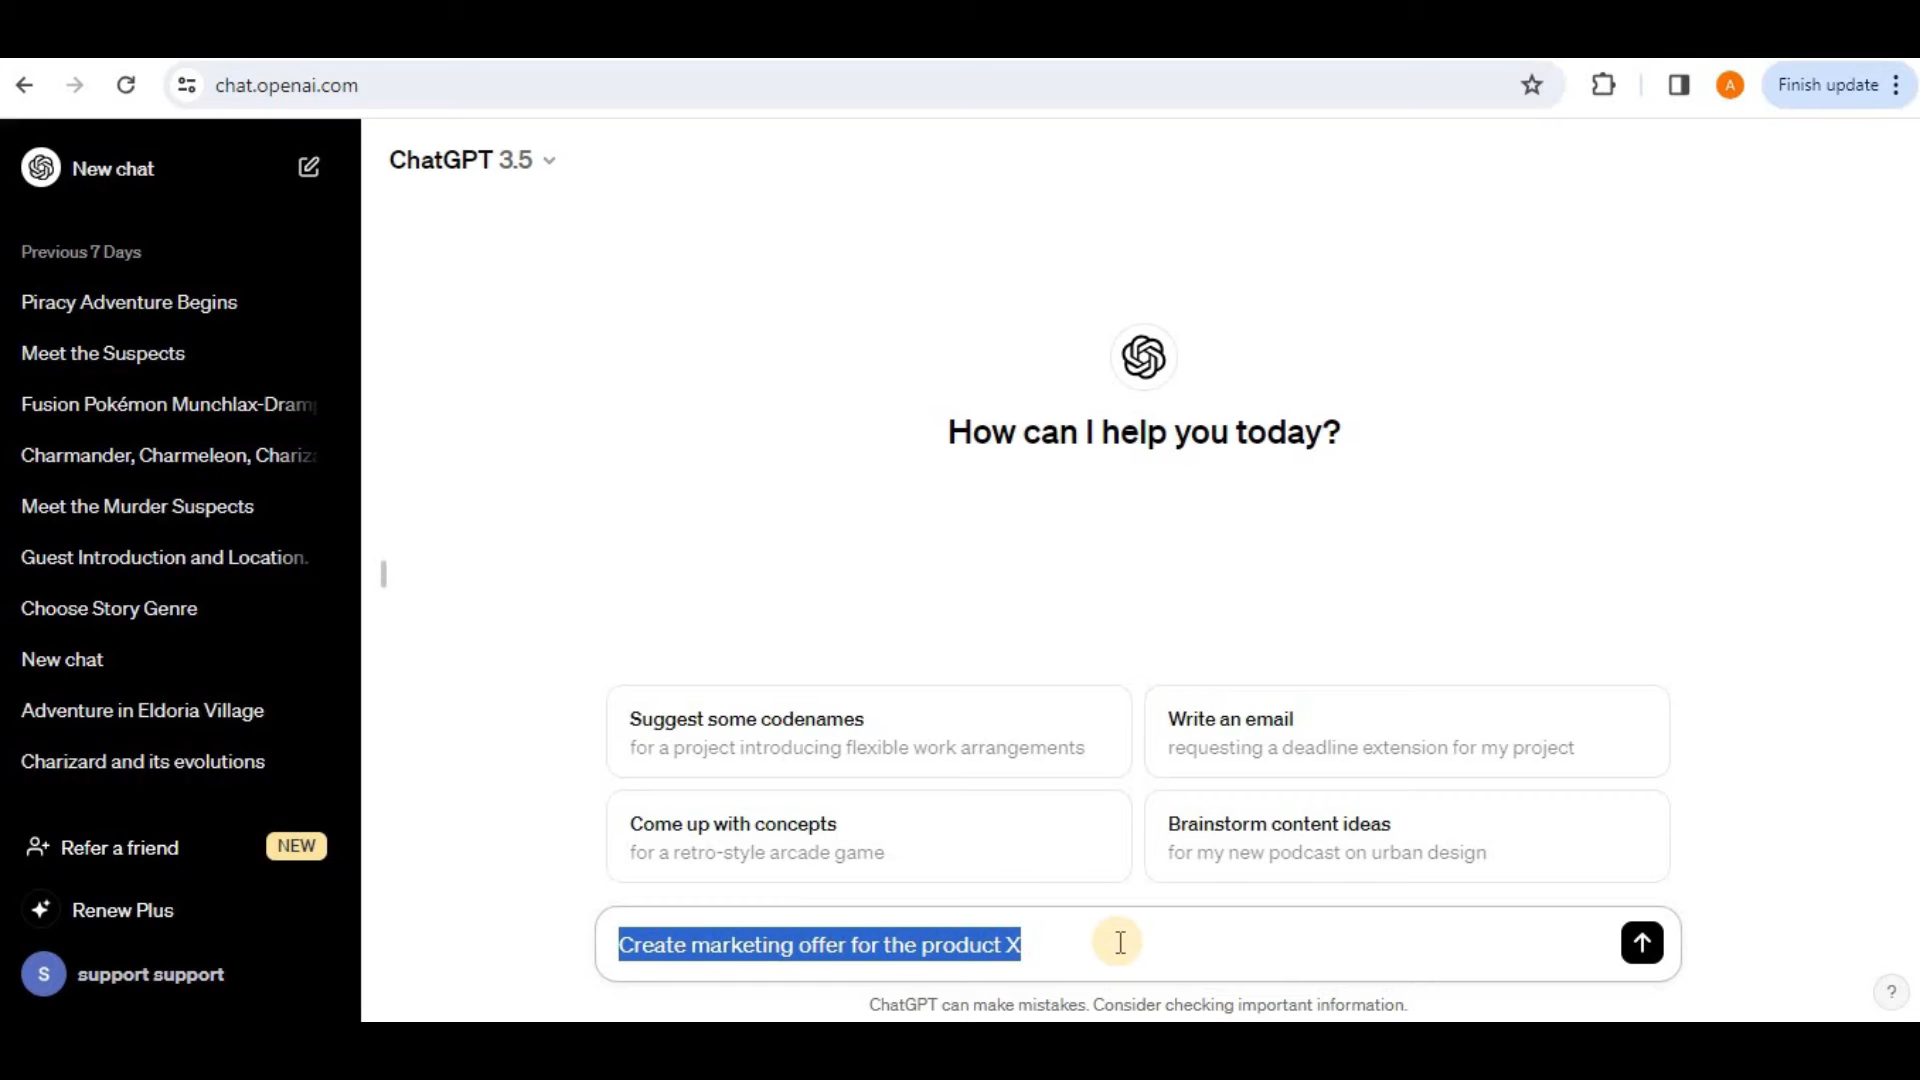 chat.openai.com
A
Finish update
New chat
ChatGPT 3.5
Previous 7 Days
Piracy Adventure Begins
Meet the Suspects
Fusion Pokémon Munchlax-Dram
Charmander, Charmeleon, Chariza
Meet the Murder Suspects
Guest Introduction and Location.
Choose Story Genre
New chat
Adventure in Eldoria Village
Charizard and its evolutions
Refer a friend
NEW
Renew Plus
S
support support
How can I help you today?
Suggest some codenames
for a project introducing flexible work arrangements
Write an email
requesting a deadline extension for my project
Come up with concepts
for a retro-style arcade game
Brainstorm content ideas
for my new podcast on urban design
Create marketing offer for the product X
ChatGPT can make mistakes. Consider checking important information.
?